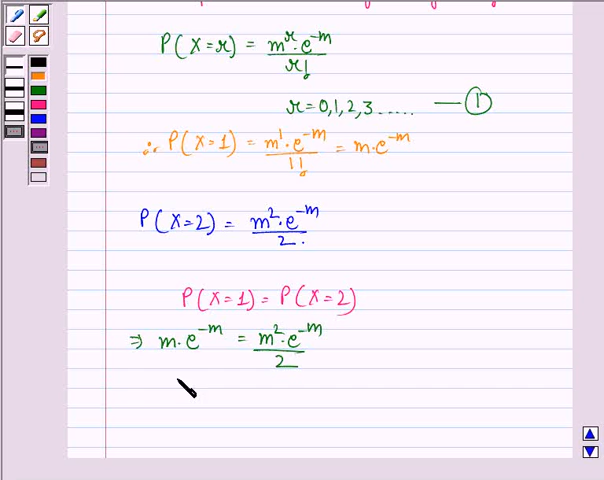 P(X=r) = m^r·e^-m / r!
r=0,1,2,3..... — ①
∴ P(X=1) = m^1·e^-m / 1! = m·e^-m
P(X=2) = m^2·e^-m / 2.
P(X=1) = P(X=2)
⇒ m·e^-m = m^2·e^-m / 2